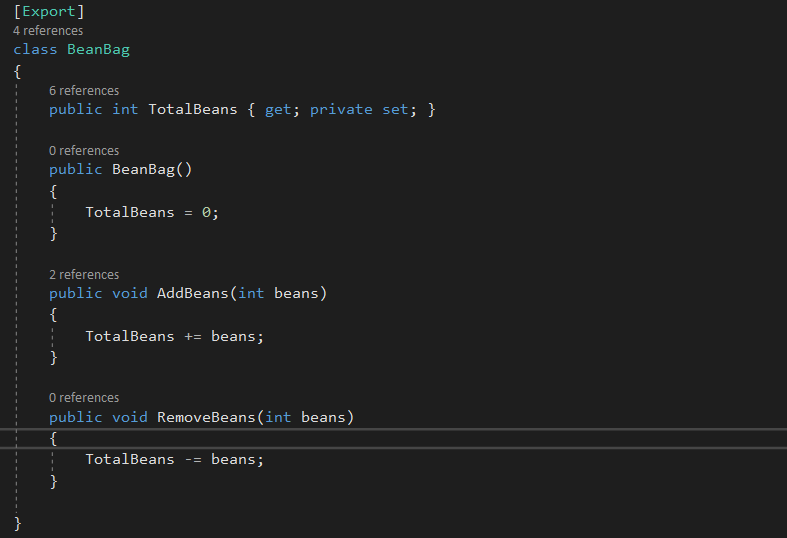 [Export]
4 references
class BeanBag
{
6 references
public int TotalBeans { get; private set; }
0 references
public BeanBag()
{
TotalBeans = 0;
}
2 references
public void AddBeans(int beans)
{
TotalBeans += beans;
}
0 references
public void RemoveBeans(int beans)
{
TotalBeans -= beans;
}
}